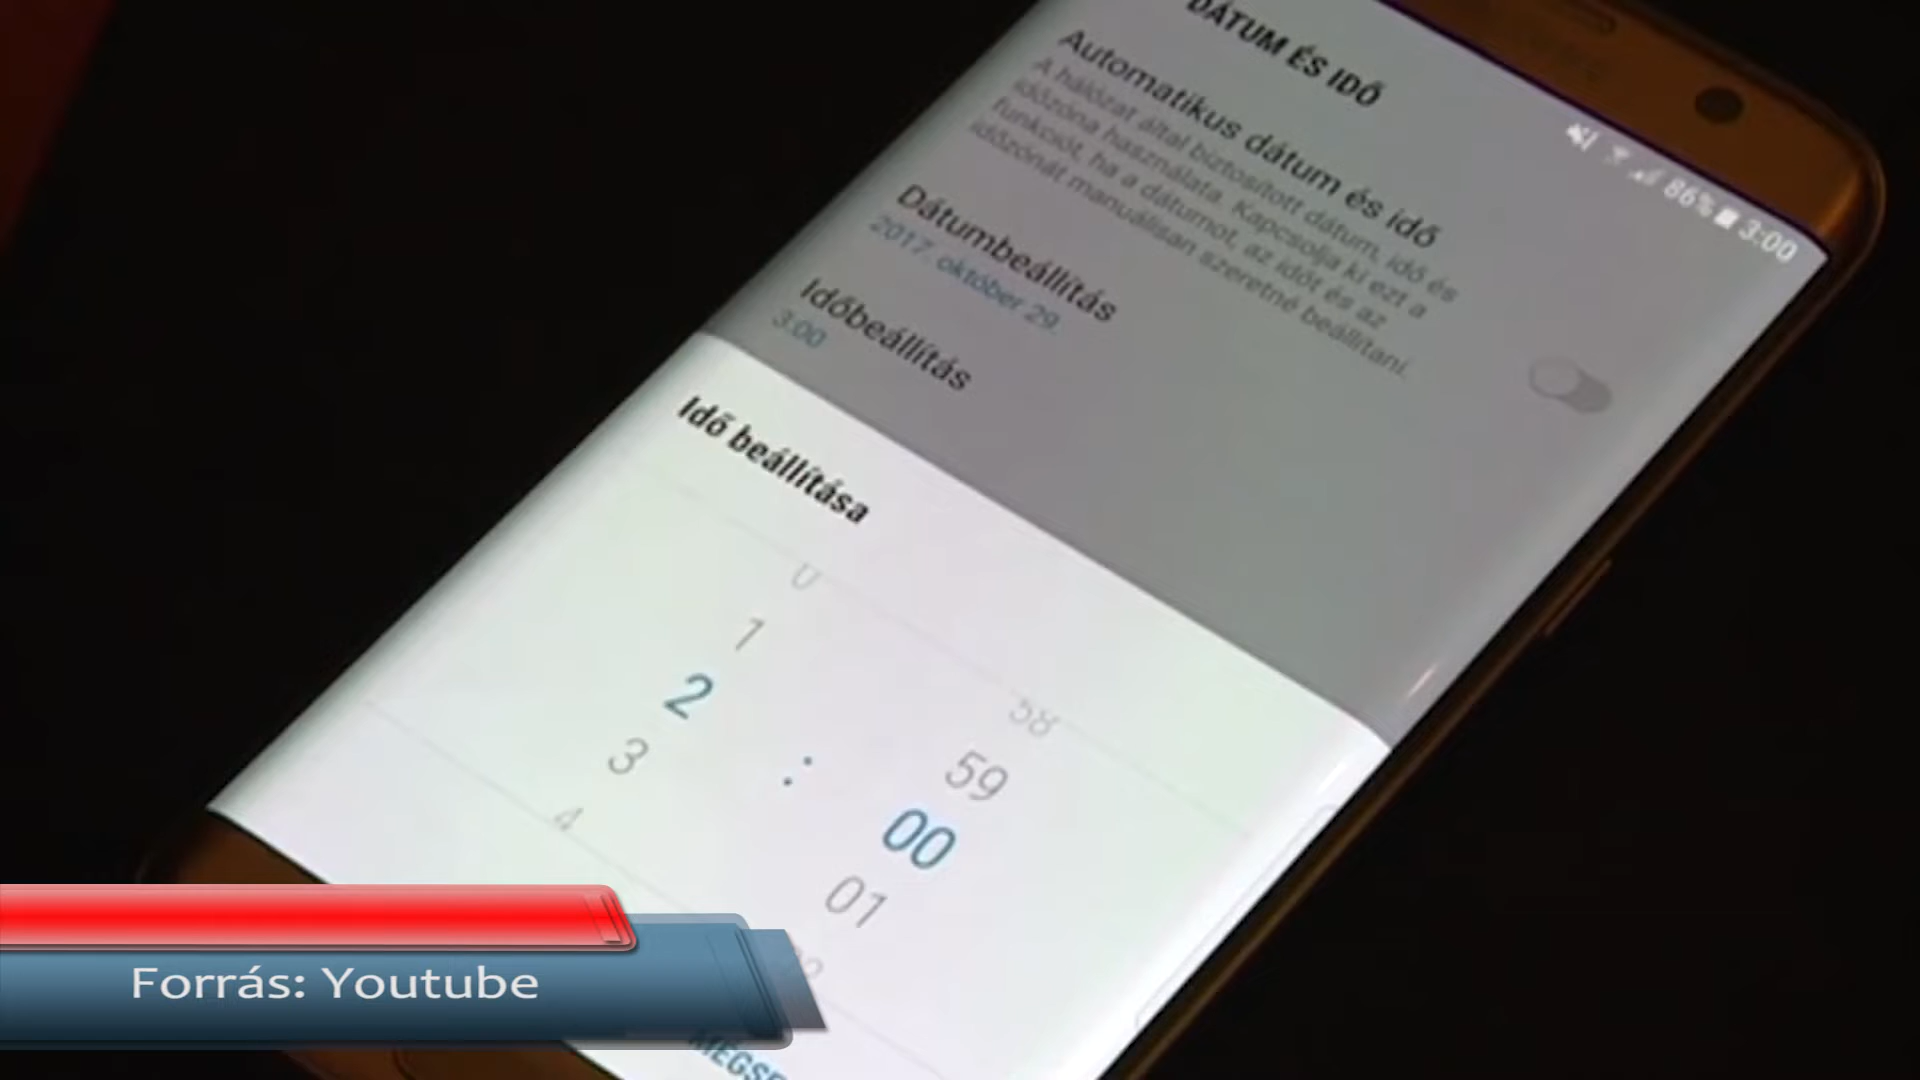 DÁTUM ÉS IDŐ
86% 3:00
Automatikus dátum és idő
A hálózat által biztosított dátum, idő és
időzóna használata. Kapcsolja ki ezt a
funkciót, ha a dátumot, az időt és az
időzónát manuálisan szeretné beállítani.
Dátumbeállítás
2017. október 29.
Időbeállítás
3:00
Idő beállítása
0
1
58
2
59
3
:
00
4
01
Forrás: Youtube